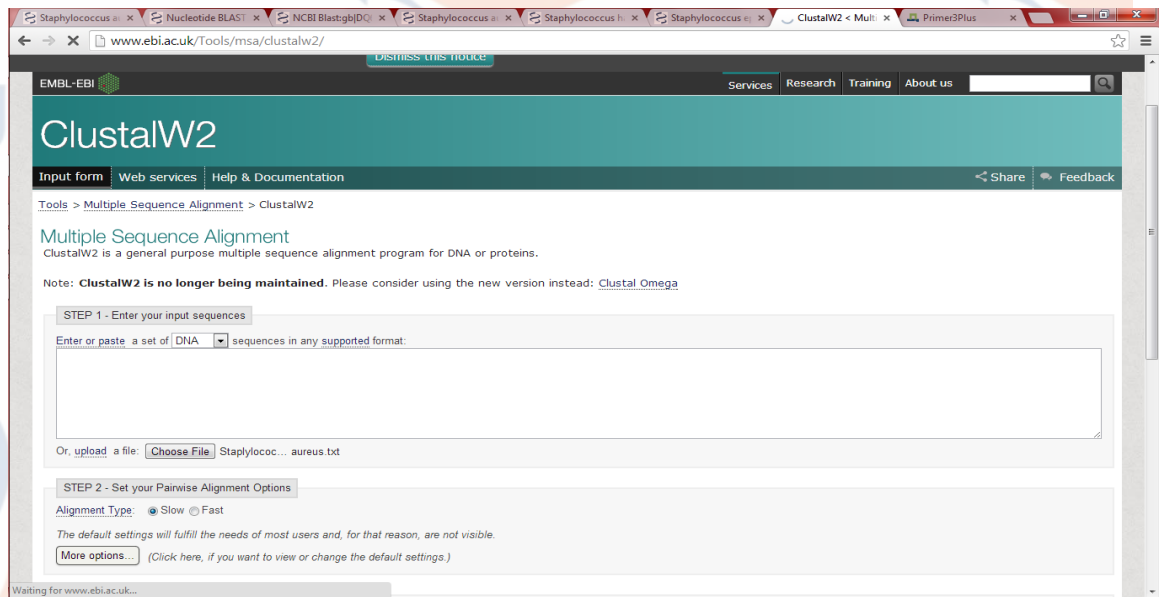 Staphylococcus a
Nucleotide BLAST
NCBI Blast:gb|DQ
Staphylococcus a
Staphylococcus h
Staphylococcus e
ClustalW2 < Mult
Primer3Plus
www.ebi.ac.uk/Tools/msa/clustalw2/
Dismiss this notice
EMBL-EBI Services Research Training About us
ClustalW2
Input form Web services Help & Documentation Share Feedback
Tools > Multiple Sequence Alignment > ClustalW2
Multiple Sequence Alignment
ClustalW2 is a general purpose multiple sequence alignment program for DNA or proteins.
Note: ClustalW2 is no longer being maintained. Please consider using the new version instead: Clustal Omega
STEP 1 - Enter your input sequences
Enter or paste a set of DNA sequences in any supported format:
Or, upload a file: Choose File Staplylococ... aureus.txt
STEP 2 - Set your Pairwise Alignment Options
Alignment Type: Slow Fast
The default settings will fulfill the needs of most users and, for that reason, are not visible.
More options... (Click here, if you want to view or change the default settings.)
Waiting for www.ebi.ac.uk...